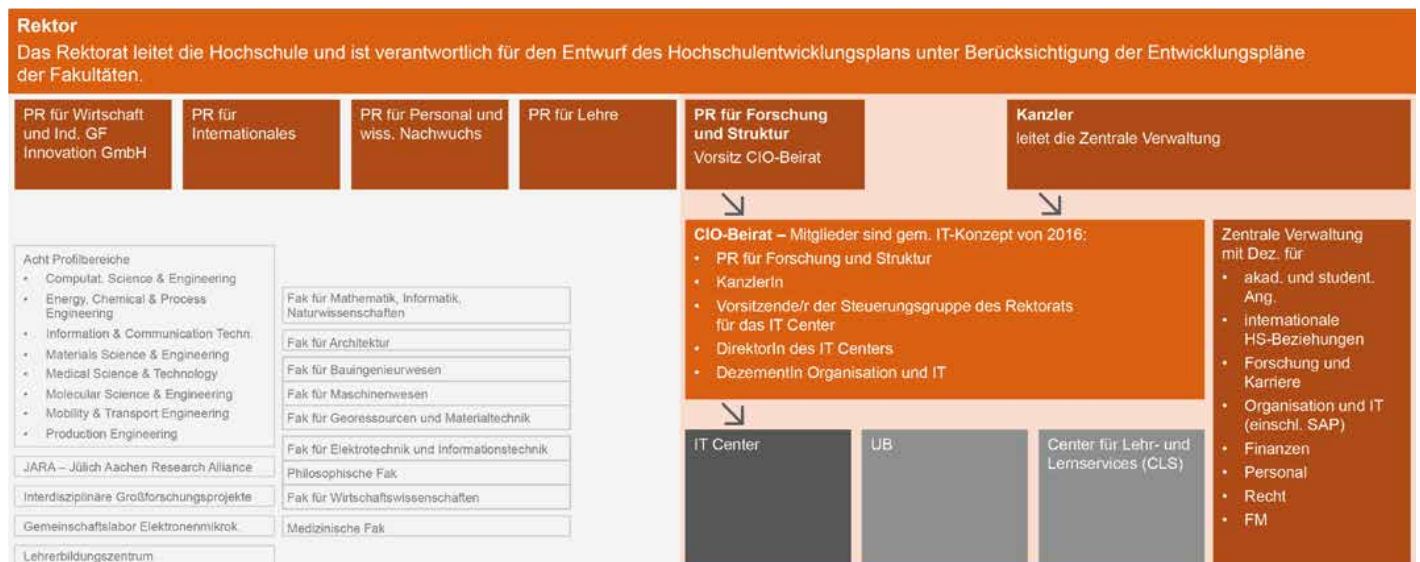 Rektor
Das Rektorat leitet die Hochschule und ist verantwortlich für den Entwurf des Hochschulentwicklungsplans unter Berücksichtigung der Entwicklungspläne
der Fakultäten.
PR für Wirtschaft
und Ind. GF
Innovation GmbH
PR für
Internationales
PR für Personal und
wiss. Nachwuchs
PR für Lehre
PR für Forschung
und Struktur
Vorsitz CIO-Beirat
Kanzler
leitet die Zentrale Verwaltung
Acht Profilbereiche
• Computat. Science & Engineering
• Energy, Chemical & Process
Engineering
• Information & Communication Techn.
• Materials Science & Engineering
• Medical Science & Technology
• Molecular Science & Engineering
• Mobility & Transport Engineering
• Production Engineering
JARA – Jülich Aachen Research Alliance
Interdisziplinäre Großforschungsprojekte
Gemeinschaftslabor Elektronenmikrok.
Lehrerbildungszentrum
Fak für Mathematik, Informatik,
Naturwissenschaften
Fak für Architektur
Fak für Bauingenieurwesen
Fak für Maschinenwesen
Fak für Georessourcen und Materialtechnik
Fak für Elektrotechnik und Informationstechnik
Philosophische Fak
Fak für Wirtschaftswissenschaften
Medizinische Fak
CIO-Beirat – Mitglieder sind gem. IT-Konzept von 2016:
• PR für Forschung und Struktur
• KanzlerIn
• Vorsitzende/r der Steuerungsgruppe des Rektorats
für das IT Center
• DirektorIn des IT Centers
• DezementIn Organisation und IT
IT Center
UB
Center für Lehr- und
Lernservices (CLS)
Zentrale Verwaltung
mit Dez. für
• akad. und student.
Ang.
• internationale
HS-Beziehungen
• Forschung und
Karriere
• Organisation und IT
(einschl. SAP)
• Finanzen
• Personal
• Recht
• FM